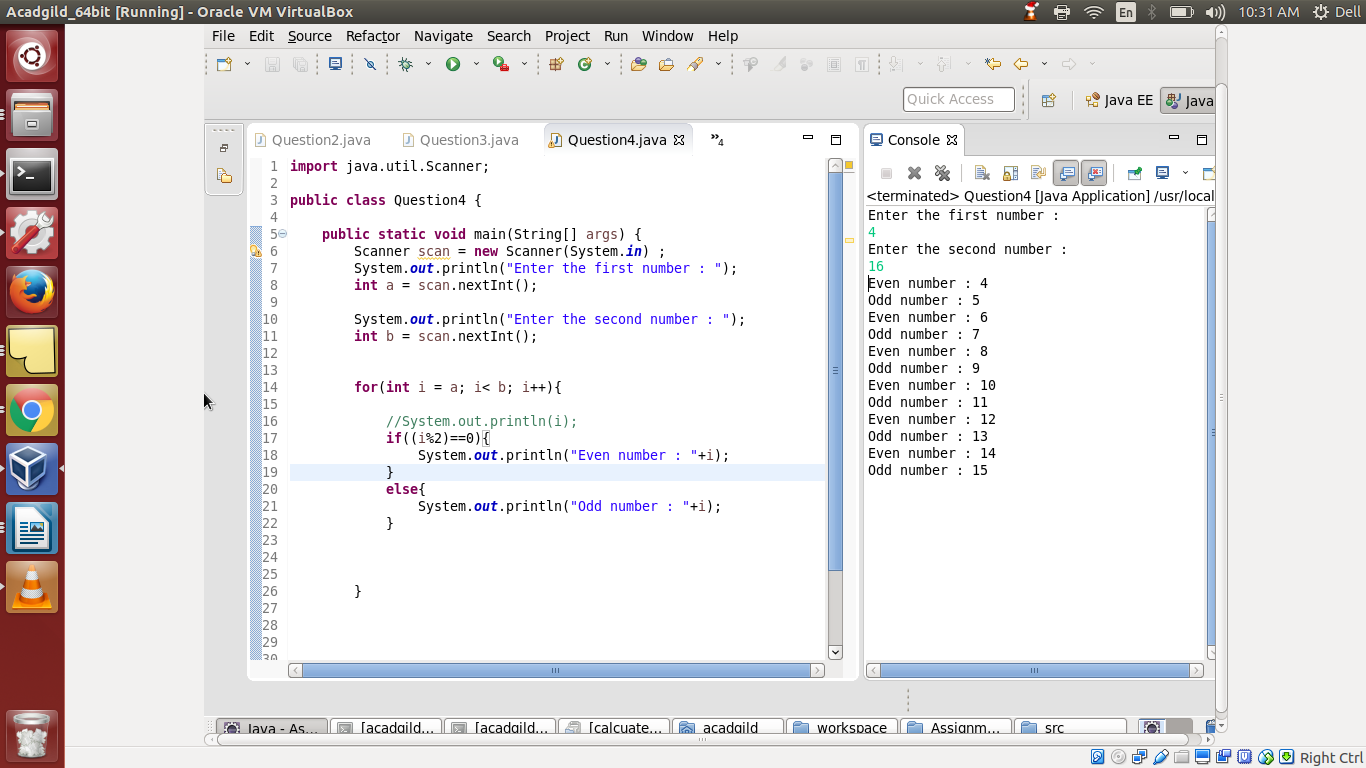 Acadgild_64bit [Running] - Oracle VM VirtualBox
En
10:31 AM
Dell
File Edit Source Refactor Navigate Search Project Run Window Help
Quick Access
Java EE
Java
Question2.java
Question3.java
Question4.java
»4
1 import java.util.Scanner;
2
3 public class Question4 {
4
5 public static void main(String[] args) {
6 Scanner scan = new Scanner(System.in) ;
7 System.out.println("Enter the first number : ");
8 int a = scan.nextInt();
9
10 System.out.println("Enter the second number : ");
11 int b = scan.nextInt();
12
13
14 for(int i = a; i< b; i++){
15
16 //System.out.println(i);
17 if((i%2)==0){
18 System.out.println("Even number : "+i);
19 }
20 else{
21 System.out.println("Odd number : "+i);
22 }
23
24
25
26 }
27
28
29
30
Console
<terminated> Question4 [Java Application] /usr/local
Enter the first number :
4
Enter the second number :
16
Even number : 4
Odd number : 5
Even number : 6
Odd number : 7
Even number : 8
Odd number : 9
Even number : 10
Odd number : 11
Even number : 12
Odd number : 13
Even number : 14
Odd number : 15
Java - As...
[acadgild...
[acadgild...
[calcuate...
acadgild
workspace
Assignm...
src
Right Ctrl